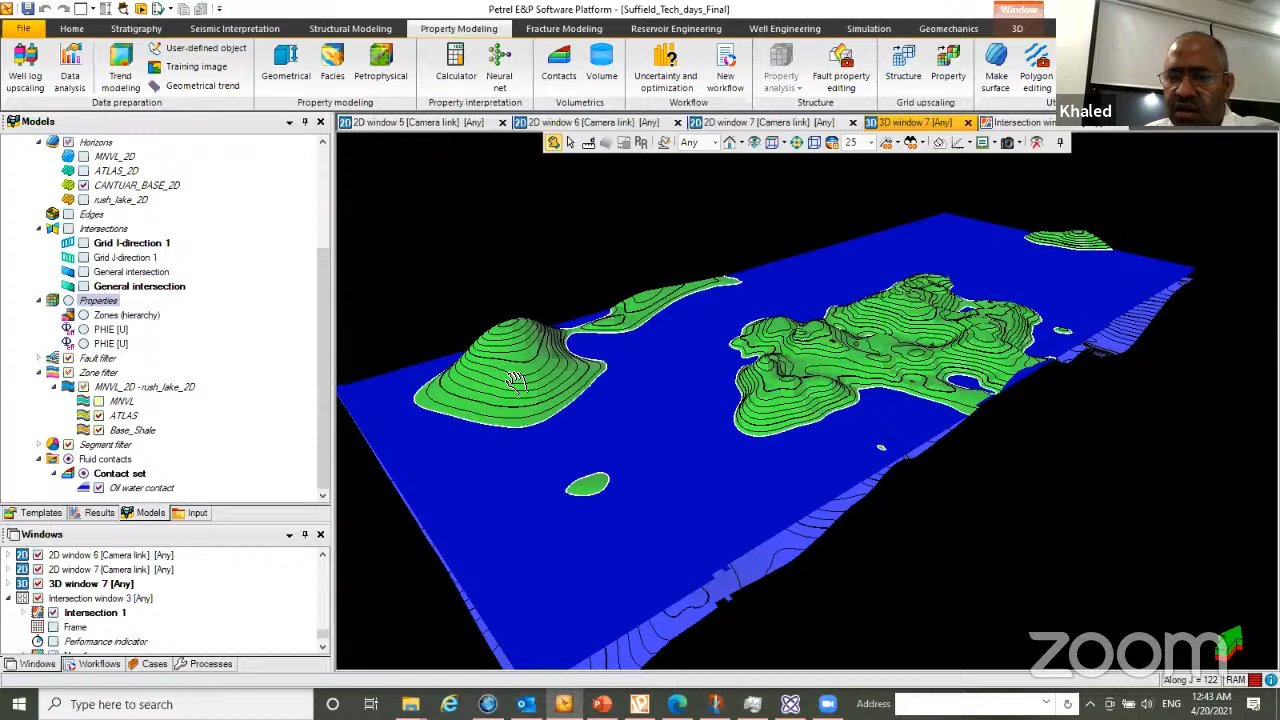 Petrel E&P Software Platform - [Suffield_Tech_days_Final]
Window
File
Home
Stratigraphy
Seismic Interpretation
Structural Modeling
Property Modeling
Fracture Modeling
Reservoir Engineering
Well Engineering
Simulation
Geomechanics
3D
Well log upscaling
Data analysis
Trend modeling
User-defined object
Training image
Geometrical trend
Geometrical
Facies
Petrophysical
Calculator
Neural net
Contacts
Volume
Uncertainty and optimization
New workflow
Property analysis
Fault property editing
Structure
Property
Make surface
Polygon editing
Data preparation
Property modeling
Property interpretation
Volumetrics
Workflow
Structure
Grid upscaling
Ut
Khaled
Models
2D window 5 [Camera link] [Any]
2D window 6 [Camera link] [Any]
2D window 7 [Camera link] [Any]
3D window 7 [Any]
Intersection win
Any
25
Horizons
MNVL_2D
ATLAS_2D
CANTUAR_BASE_2D
rush_lake_2D
Edges
Intersections
Grid I-direction 1
Grid J-direction 1
General intersection
General intersection
Properties
Zones (hierarchy)
PHIE [U]
PHIE [U]
Fault filter
Zone filter
MNVL_2D - rush_lake_2D
MNVL
ATLAS
Base_Shale
Segment filter
Fluid contacts
Contact set
Oil water contact
Templates
Results
Models
Input
Windows
2D window 6 [Camera link] [Any]
2D window 7 [Camera link] [Any]
3D window 7 [Any]
Intersection window 3 [Any]
Intersection 1
Frame
Performance indicator
Windows
Workflows
Cases
Processes
zoom
Along J = 122
RAM
Type here to search
Address
ENG
12:43 AM
4/20/2021